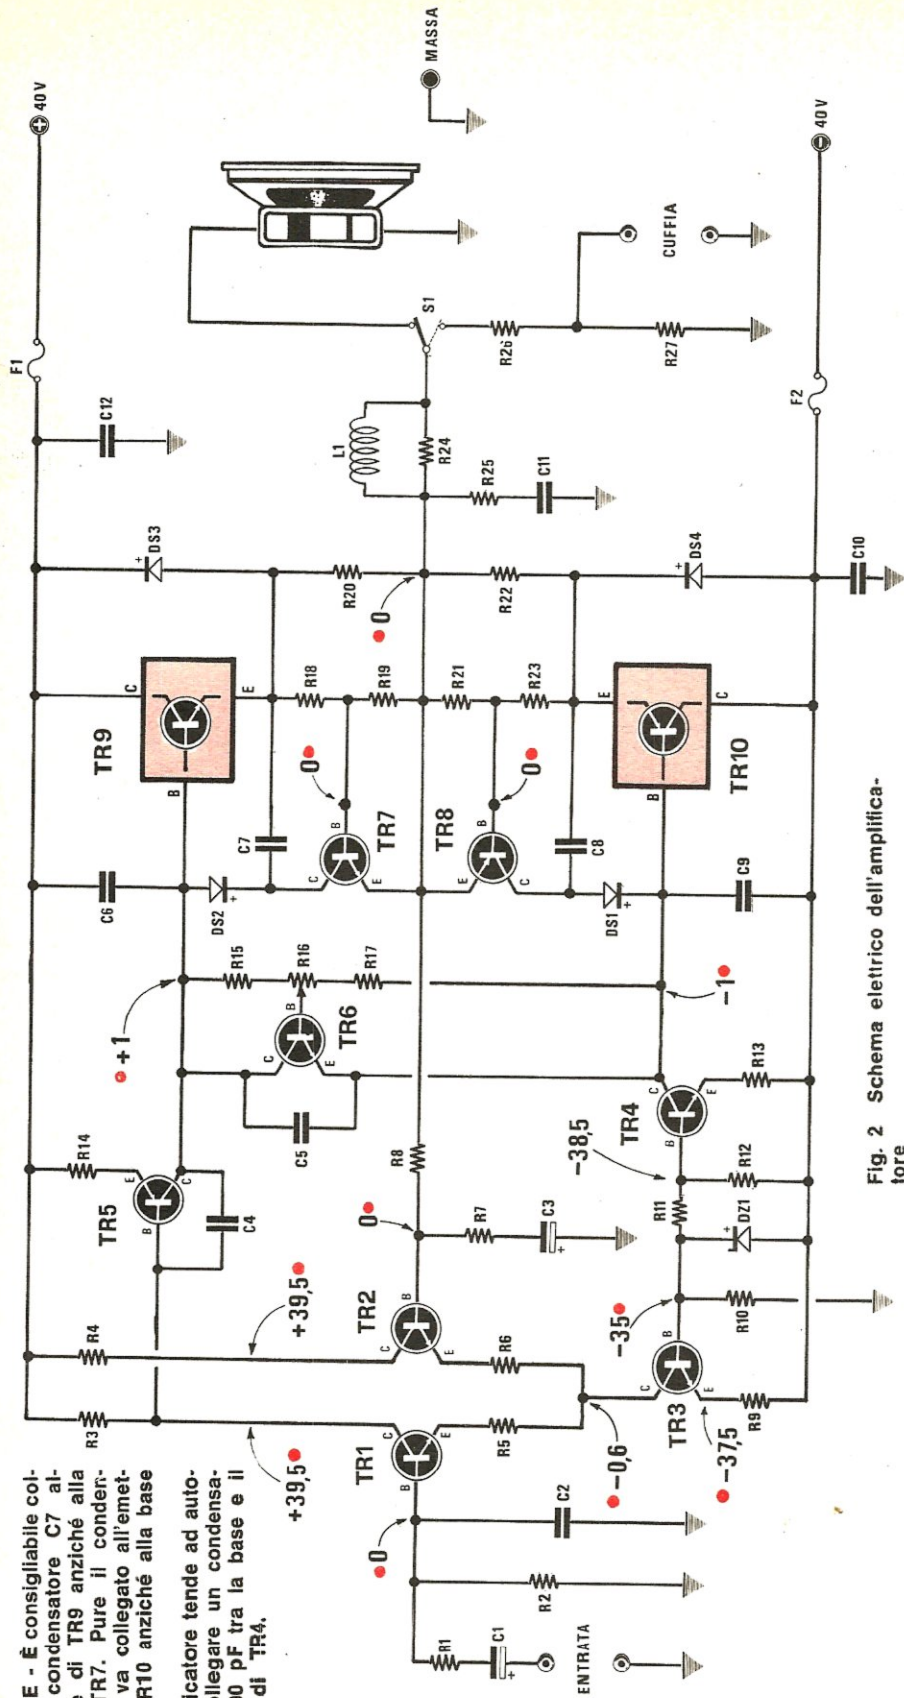 E - È consigliabile col-
condensatore C7 al-
e di TR9 anziché alla
TR7. Pure il conden-
va collegato all'emet-
R10 anziché alla base
icatore tende ad auto-
ollegare un condensa-
00 pF tra la base e il
di TR4.
F1
40 V
C12
MASSA
R3
R4
R14
TR5
B
E
C
C4
C6
TR9
B
C
E
DS3
+1
R15
R16
R17
DS2
+
C7
R18
R19
R20
0
TR7
B
C
E
TR6
B
C
E
C5
+39,5
+39,5
TR1
B
C
E
TR2
B
C
E
0
0
R8
R7
C3
+
TR8
B
E
C
0
R21
R23
R22
0
L1
R24
R25
C11
S1
R26
R27
CUFFIA
R1
C1
+
ENTRATA
R2
C2
R5
R6
-0,6
TR3
B
C
E
-37,5
R9
-35
R10
R11
DZ1
+
R12
-38,5
TR4
B
C
E
R13
-1
DS1
+
C8
C9
TR10
B
E
C
DS4
+
C10
F2
40 V
Fig. 2 Schema elettrico dell'amplifica-
tore